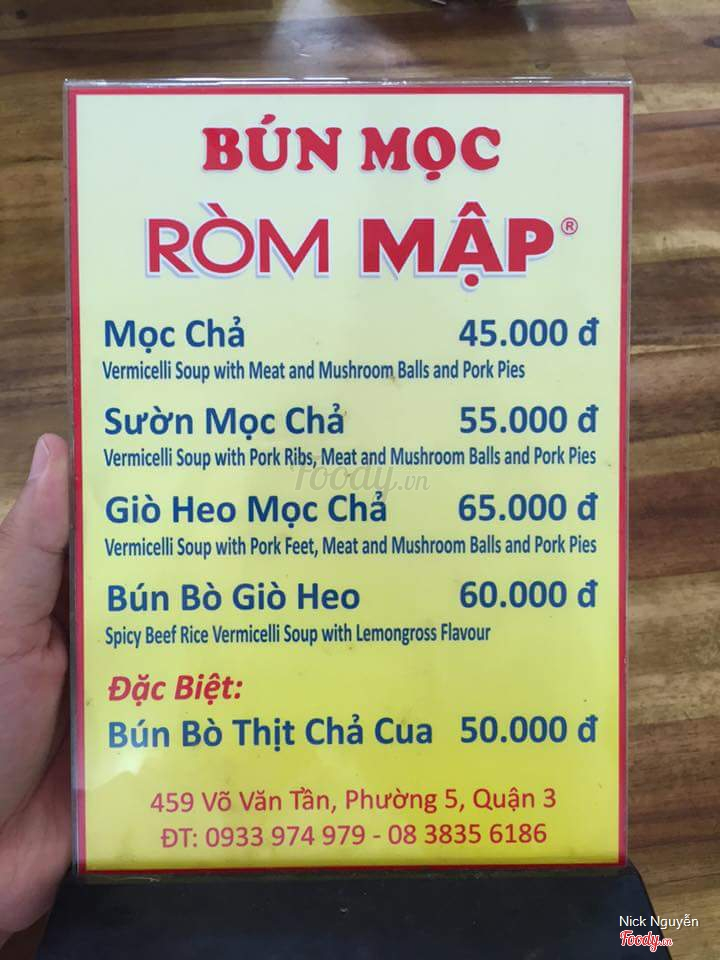 BÚN MỌC
RÒM MẬP®
Mọc Chả 45.000 đ
Vermicelli Soup with Meat and Mushroom Balls and Pork Pies
Sườn Mọc Chả 55.000 đ
Vermicelli Soup with Pork Ribs, Meat and Mushroom Balls and Pork Pies
Foody.vn
Giò Heo Mọc Chả 65.000 đ
Vermicelli Soup with Pork Feet, Meat and Mushroom Balls and Pork Pies
Bún Bò Giò Heo 60.000 đ
Spicy Beef Rice Vermicelli Soup with Lemongross Flavour
Đặc Biệt:
Bún Bò Thịt Chả Cua 50.000 đ
459 Võ Văn Tần, Phường 5, Quận 3
ĐT: 0933 974 979 - 08 3835 6186
Nick Nguyễn
Foody.vn